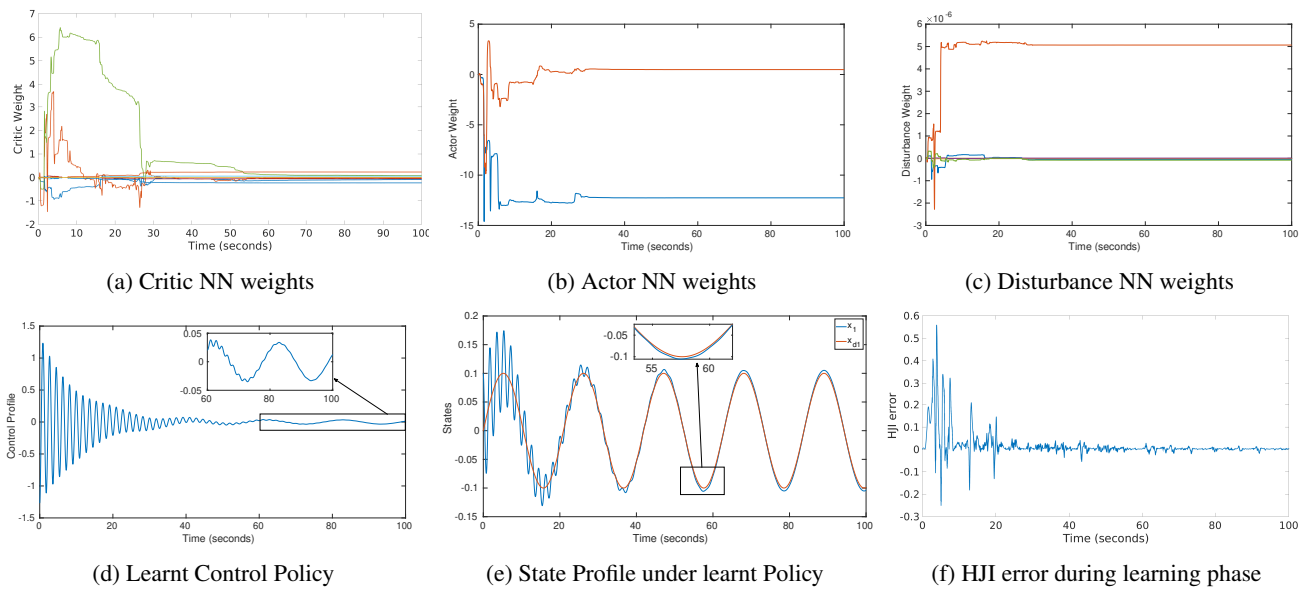 7
6
5
4
3
2
1
0
-1
-2
Critic Weight
0 10 20 30 40 50 60 70 80 90 100
Time (seconds)
(a) Critic NN weights
5
0
-5
-10
-15
Actor Weight
0 20 40 60 80 100
Time (seconds)
(b) Actor NN weights
×10⁻⁶
6
5
4
3
2
1
0
-1
-2
-3
Disturbance Weight
0 20 40 60 80 100
Time (seconds)
(c) Disturbance NN weights
1.5
1
0.5
0
-0.5
-1
-1.5
Control Profile
0.05
0
-0.05
60 80 100
0 20 40 60 80 100
Time (seconds)
(d) Learnt Control Policy
0.2
0.15
0.1
0.05
0
-0.05
-0.1
-0.15
States
-0.05
-0.1
55 60
x₁
x_d1
0 20 40 60 80 100
Time (seconds)
(e) State Profile under learnt Policy
0.6
0.5
0.4
0.3
0.2
0.1
0
-0.1
-0.2
-0.3
HJI error
0 20 40 60 80 100
Time (seconds)
(f) HJI error during learning phase